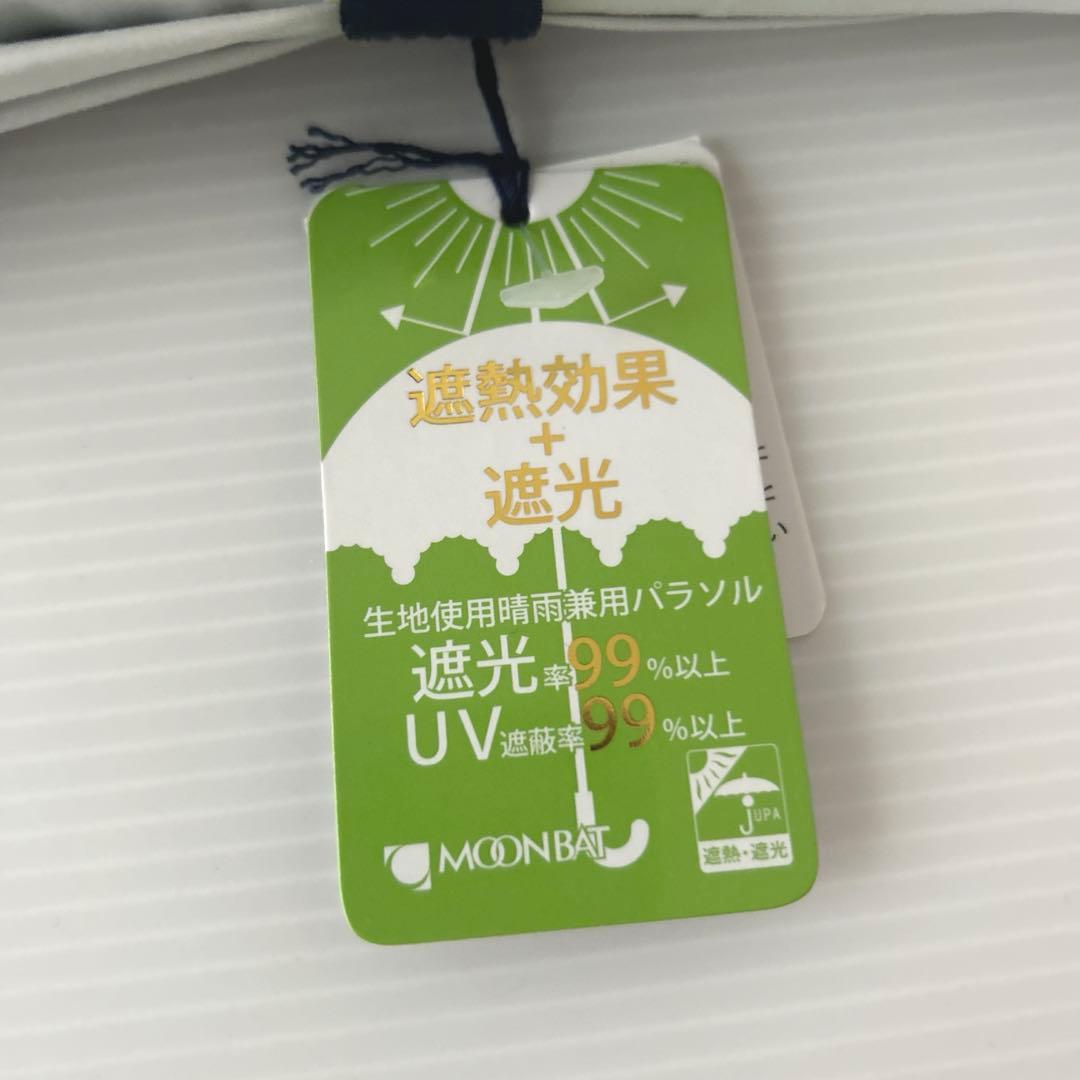 遮熱効果
+
遮光
生地使用晴雨兼用パラソル
遮光率99%以上
UV遮蔽率99%以上
JUPA
遮熱・遮光
MOONBAT